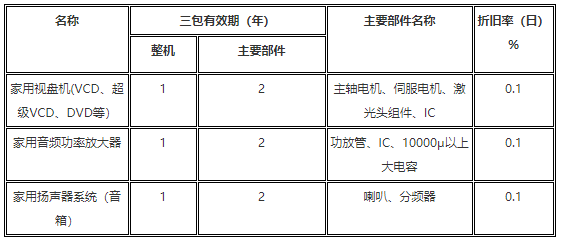 名称
三包有效期（年）
主要部件名称
折旧率（日）
%
整机
主要部件
家用视盘机(VCD、超
级VCD、DVD等)
1
2
主轴电机、伺服电机、激
光头组件、IC
0.1
家用音频功率放大器
1
2
功放管、IC、10000μ以上
大电容
0.1
家用扬声器系统（音
箱）
1
2
喇叭、分频器
0.1